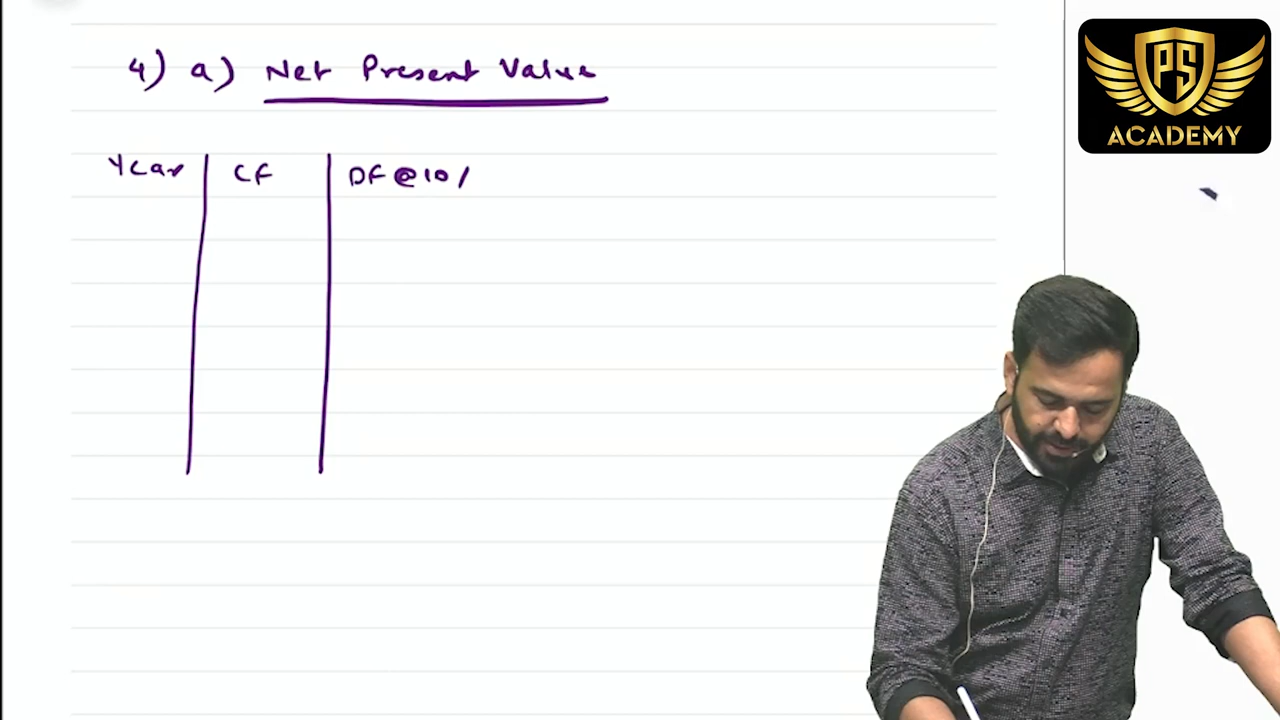 4) a) Net Present Value
Year CF DF @ 10/
PS
ACADEMY